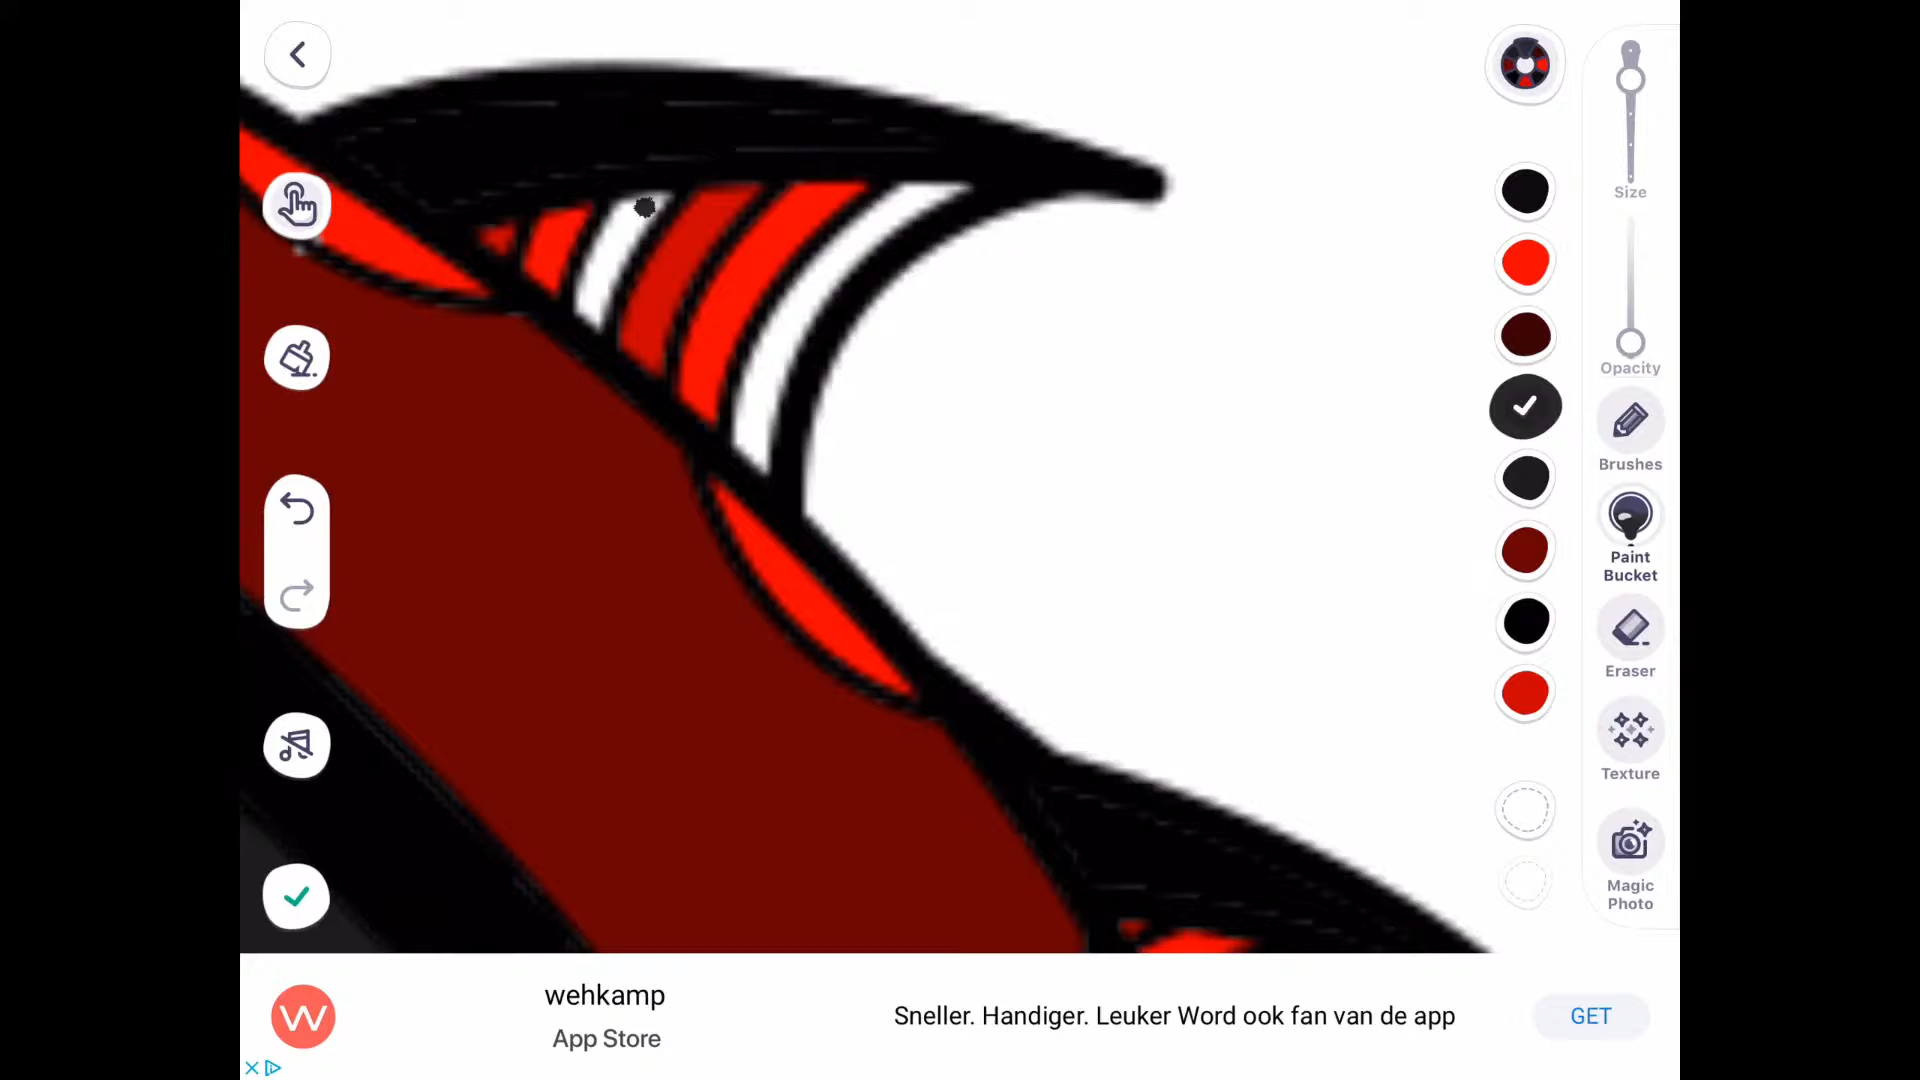 Size
Opacity
Brushes
Paint
Bucket
Eraser
Texture
Magic
Photo
wehkamp
App Store
Sneller. Handiger. Leuker Word ook fan van de app
GET